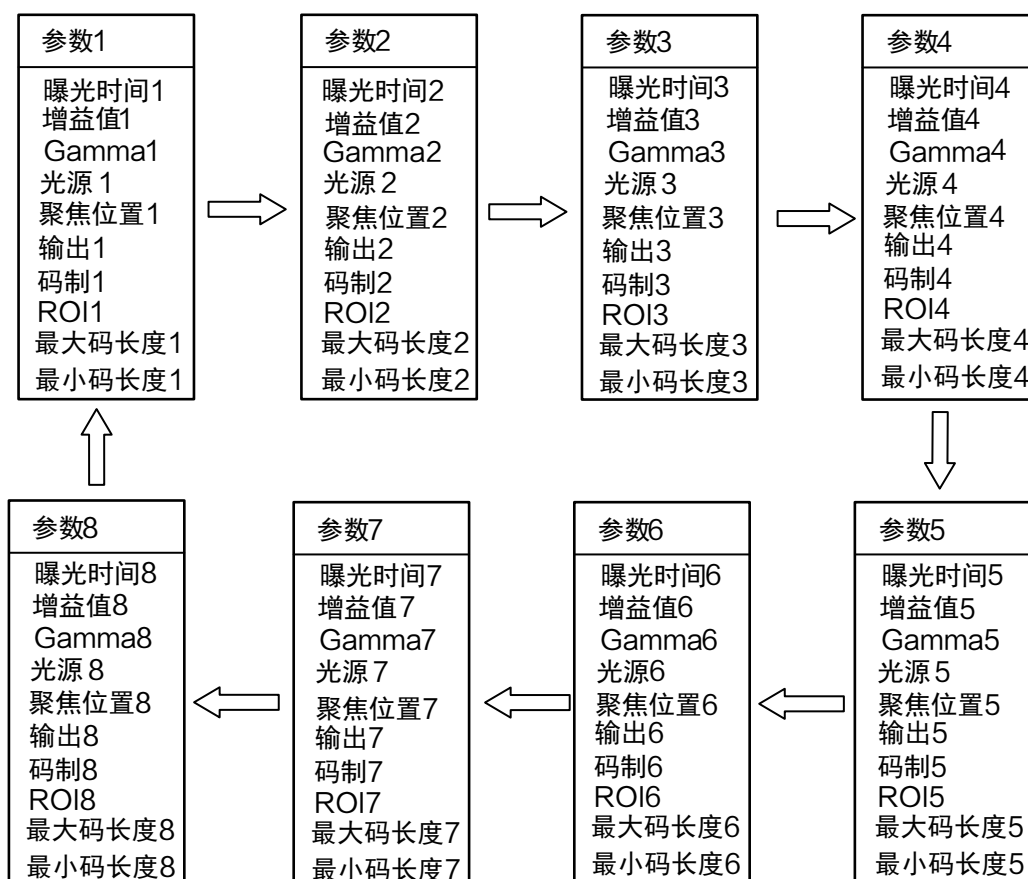 参数1
曝光时间1
增益值1
Gamma1
光源1
聚焦位置1
输出1
码制1
ROI1
最大码长度1
最小码长度1
参数2
曝光时间2
增益值2
Gamma2
光源2
聚焦位置2
输出2
码制2
ROI2
最大码长度2
最小码长度2
参数3
曝光时间3
增益值3
Gamma3
光源3
聚焦位置3
输出3
码制3
ROI3
最大码长度3
最小码长度3
参数4
曝光时间4
增益值4
Gamma4
光源4
聚焦位置4
输出4
码制4
ROI4
最大码长度4
最小码长度4
参数8
曝光时间8
增益值8
Gamma8
光源8
聚焦位置8
输出8
码制8
ROI8
最大码长度8
最小码长度8
参数7
曝光时间7
增益值7
Gamma7
光源7
聚焦位置7
输出7
码制7
ROI7
最大码长度7
最小码长度7
参数6
曝光时间6
增益值6
Gamma6
光源6
聚焦位置6
输出6
码制6
ROI6
最大码长度6
最小码长度6
参数5
曝光时间5
增益值5
Gamma5
光源5
聚焦位置5
输出5
码制5
ROI5
最大码长度5
最小码长度5